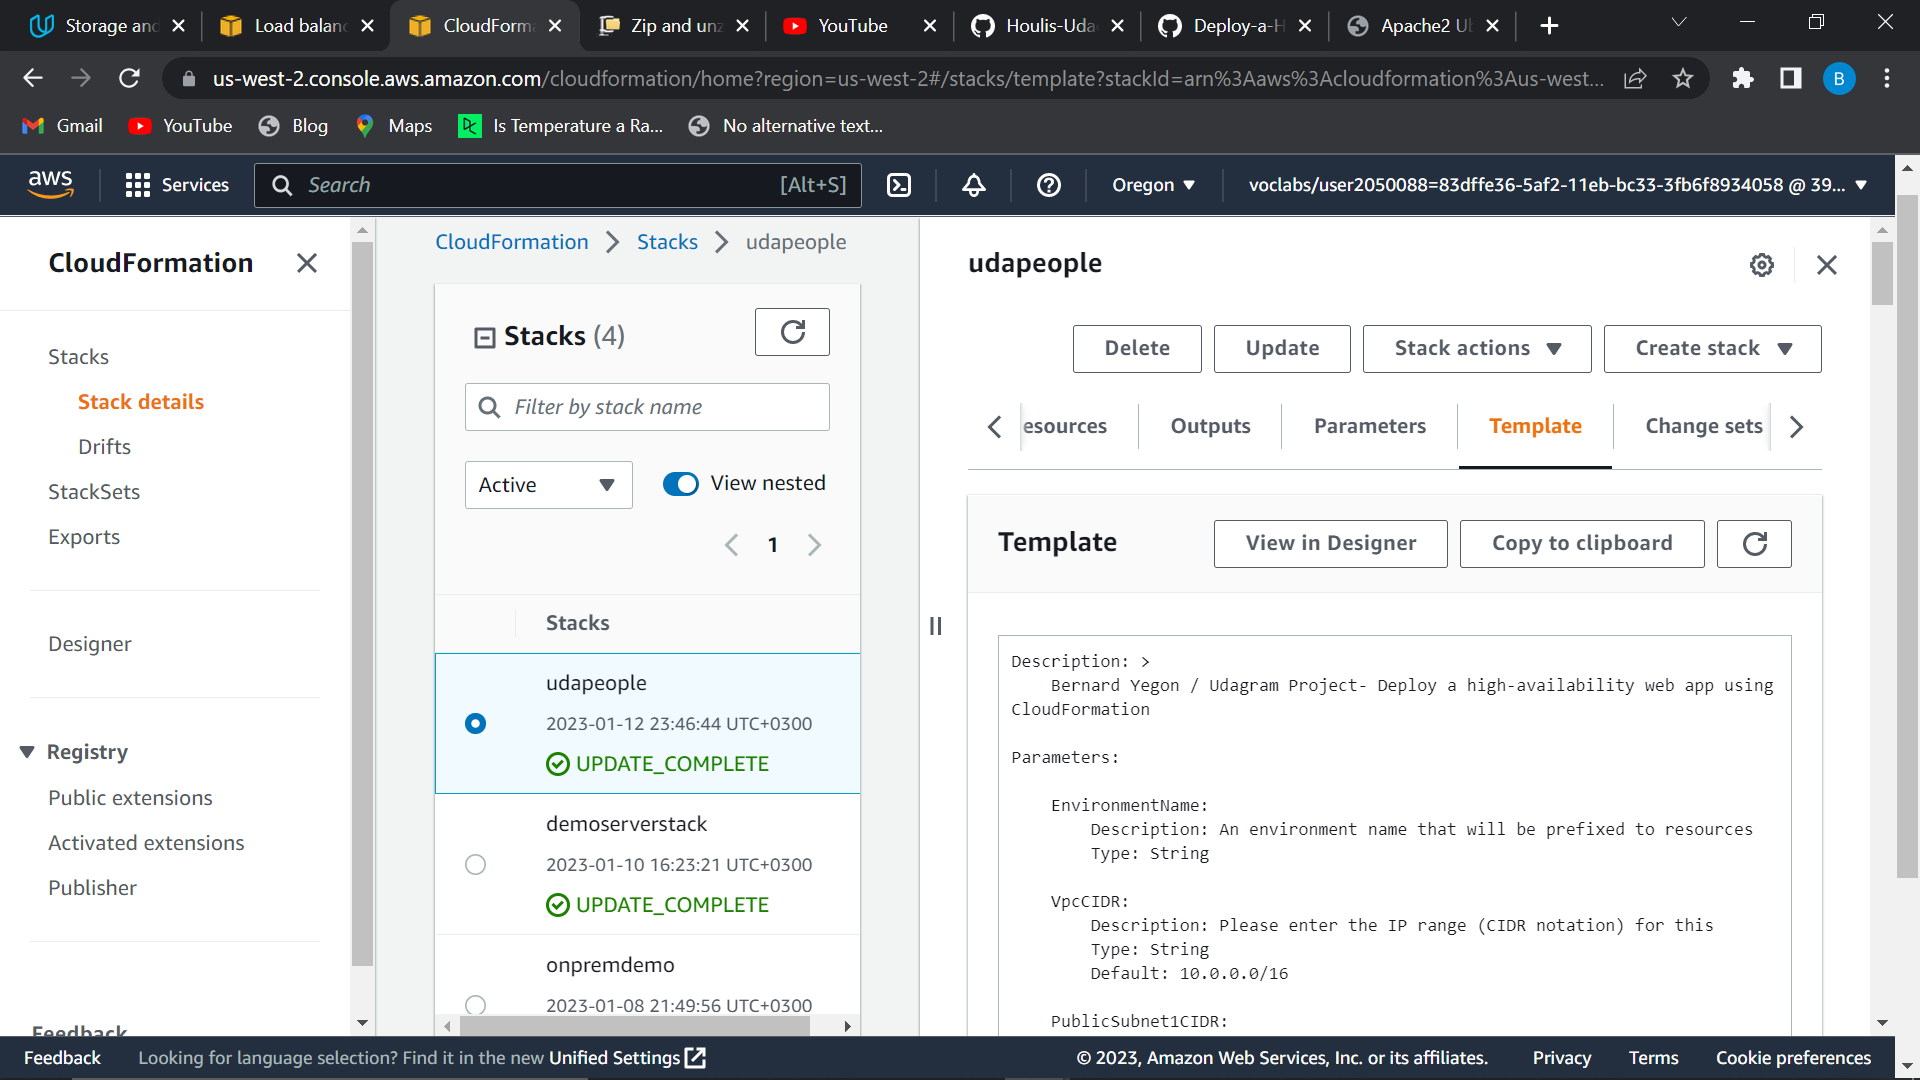 Storage and
Load balanc
CloudForm
Zip and unz
YouTube
Houlis-Uda
Deploy-a-H
Apache2 Ub
us-west-2.console.aws.amazon.com/cloudformation/home?region=us-west-2#/stacks/template?stackId=arn%3Aaws%3Acloudformation%3Aus-west...
B
Gmail
YouTube
Blog
Maps
Is Temperature a Ra...
No alternative text...
aws
Services
Search
[Alt+S]
Oregon
voclabs/user2050088=83dffe36-5af2-11eb-bc33-3fb6f8934058 @ 39...
CloudFormation
Stacks
Stack details
Drifts
StackSets
Exports
Designer
Registry
Public extensions
Activated extensions
Publisher
Feedback
CloudFormation
Stacks
udapeople
Stacks (4)
Filter by stack name
Active
View nested
1
Stacks
udapeople
2023-01-12 23:46:44 UTC+0300
UPDATE_COMPLETE
demoserverstack
2023-01-10 16:23:21 UTC+0300
UPDATE_COMPLETE
onpremdemo
2023-01-08 21:49:56 UTC+0300
udapeople
Delete
Update
Stack actions
Create stack
esources
Outputs
Parameters
Template
Change sets
Template
View in Designer
Copy to clipboard
Description: >
Bernard Yegon / Udagram Project- Deploy a high-availability web app using
CloudFormation
Parameters:
EnvironmentName:
Description: An environment name that will be prefixed to resources
Type: String
VpcCIDR:
Description: Please enter the IP range (CIDR notation) for this
Type: String
Default: 10.0.0.0/16
PublicSubnet1CIDR:
Feedback
Looking for language selection? Find it in the new Unified Settings
© 2023, Amazon Web Services, Inc. or its affiliates.
Privacy
Terms
Cookie preferences